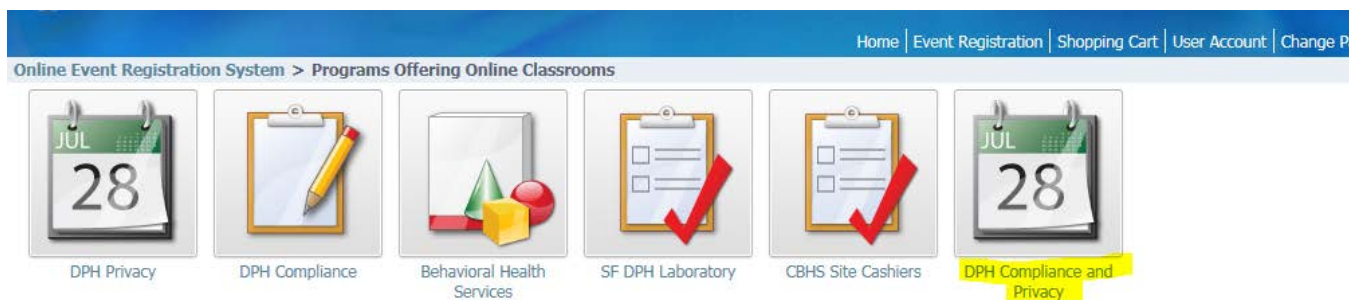 Home | Event Registration | Shopping Cart | User Account | Change P
Online Event Registration System > Programs Offering Online Classrooms
JUL
28
JUL
28
DPH Privacy
DPH Compliance
Behavioral Health
Services
SF DPH Laboratory
CBHS Site Cashiers
DPH Compliance and
Privacy